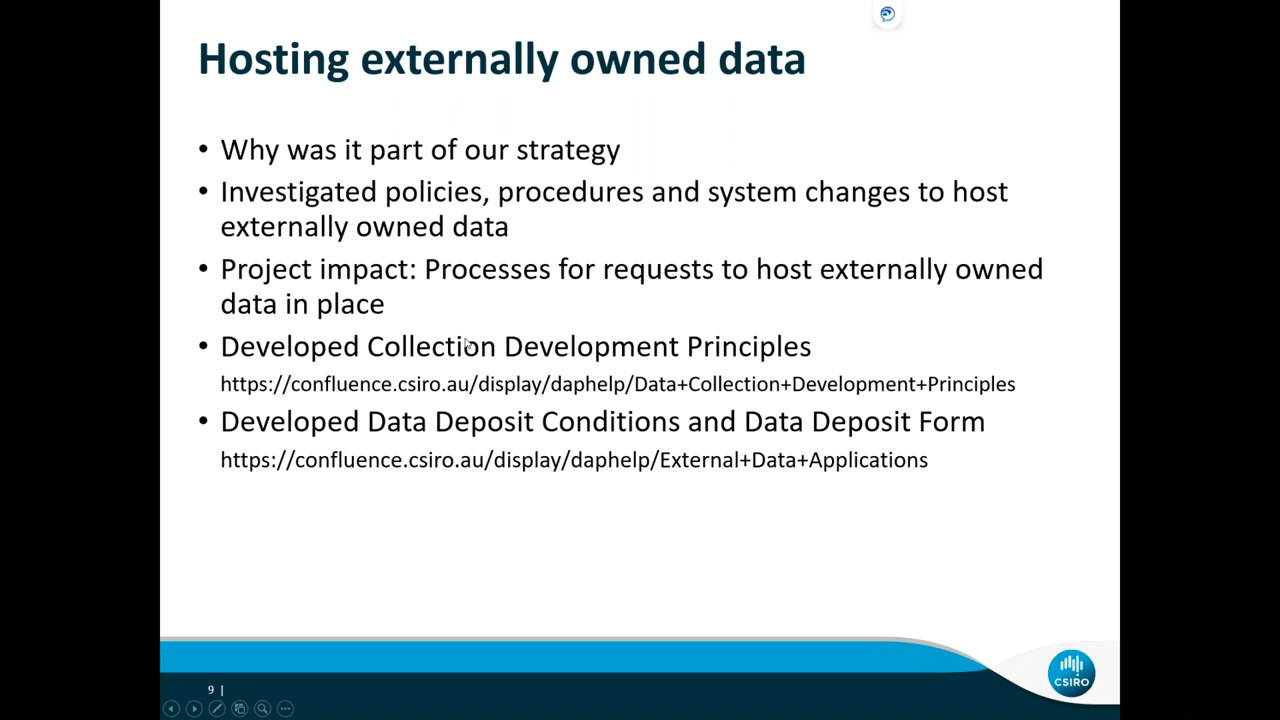 Hosting externally owned data
• Why was it part of our strategy
• Investigated policies, procedures and system changes to host
externally owned data
• Project impact: Processes for requests to host externally owned
data in place
• Developed Collection Development Principles
https://confluence.csiro.au/display/daphelp/Data+Collection+Development+Principles
• Developed Data Deposit Conditions and Data Deposit Form
https://confluence.csiro.au/display/daphelp/External+Data+Applications
9 |
CSIRO